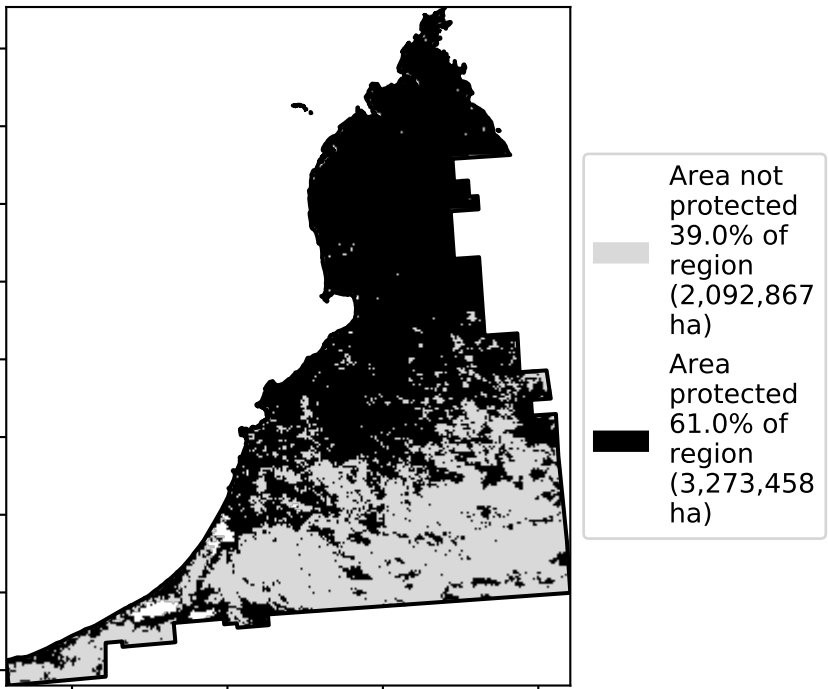 Area not
protected
39.0% of
region
(2,092,867
ha)
Area
protected
61.0% of
region
(3,273,458
ha)